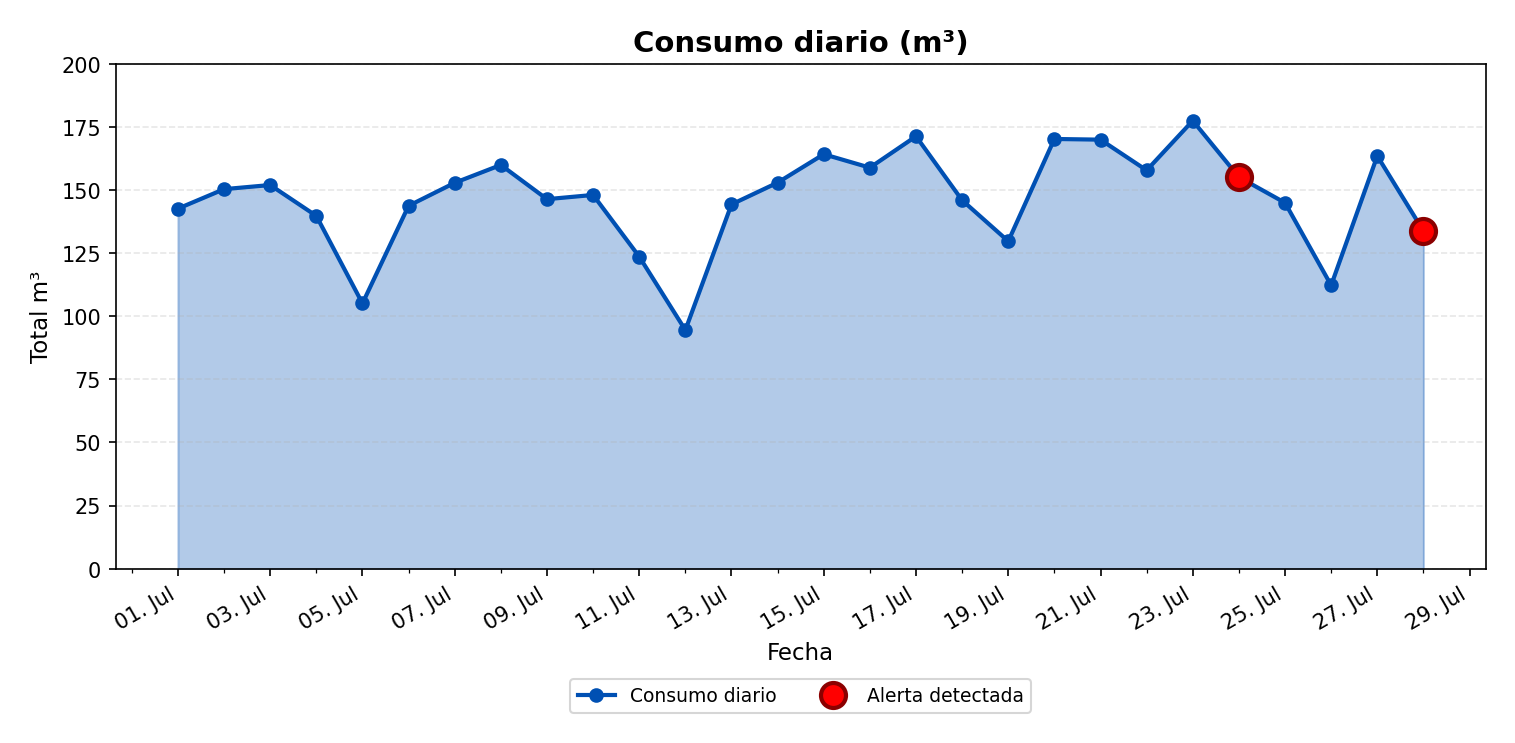 Consumo diario (m³)
200
175
150
125
100
75
50
25
0
Total m³
01. Jul
03. Jul
05. Jul
07. Jul
09. Jul
11. Jul
13. Jul
15. Jul
17. Jul
19. Jul
21. Jul
23. Jul
25. Jul
27. Jul
29. Jul
Fecha
Consumo diario
Alerta detectada